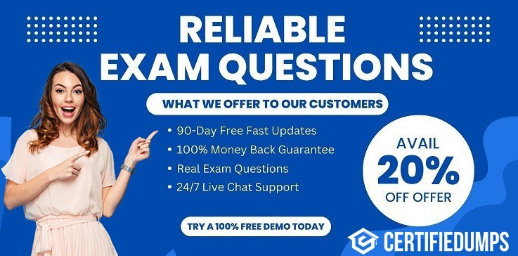 RELIABLE
EXAM QUESTIONS
WHAT WE OFFER TO OUR CUSTOMERS
• 90-Day Free Fast Updates
• 100% Money Back Guarantee
• Real Exam Questions
• 24/7 Live Chat Support
AVAIL
20%
OFF OFFER
TRY A 100% FREE DEMO TODAY
CERTIFIEDUMPS